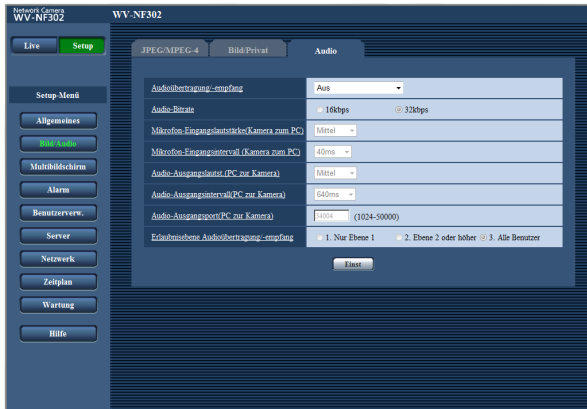 Network Camera
WV-NF302
WV-NF302
Live
Setup
Setup-Menü
Allgemeines
Bild/Audio
Multibildschirm
Alarm
Benutzerverw.
Server
Netzwerk
Zeitplan
Wartung
Hilfe
JPEG/MPEG-4
Bild/Privat
Audio
Audioübertragung/-empfang
Aus
Audio-Bitrate
16kbps
32kbps
Mikrofon-Eingangslautstärke(Kamera zum PC)
Mittel
Mikrofon-Eingangsintervall (Kamera zum PC)
40ms
Audio-Ausgangslautst.(PC zur Kamera)
Mittel
Audio-Ausgangsintervall(PC zur Kamera)
640ms
Audio-Ausgangsport(PC zur Kamera)
34004
(1024-50000)
Erlaubnisebene Audioübertragung/-empfang
1. Nur Ebene 1
2. Ebene 2 oder höher
3. Alle Benutzer
Einst